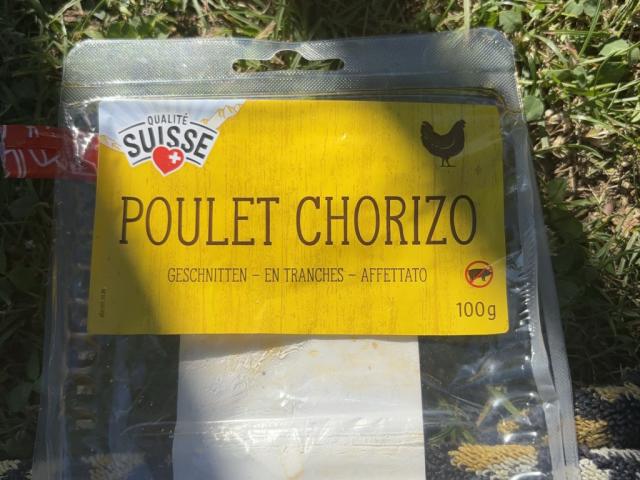 QUALITÉ
SUISSE
POULET CHORIZO
GESCHNITTEN – EN TRANCHES – AFFETTATO
100g